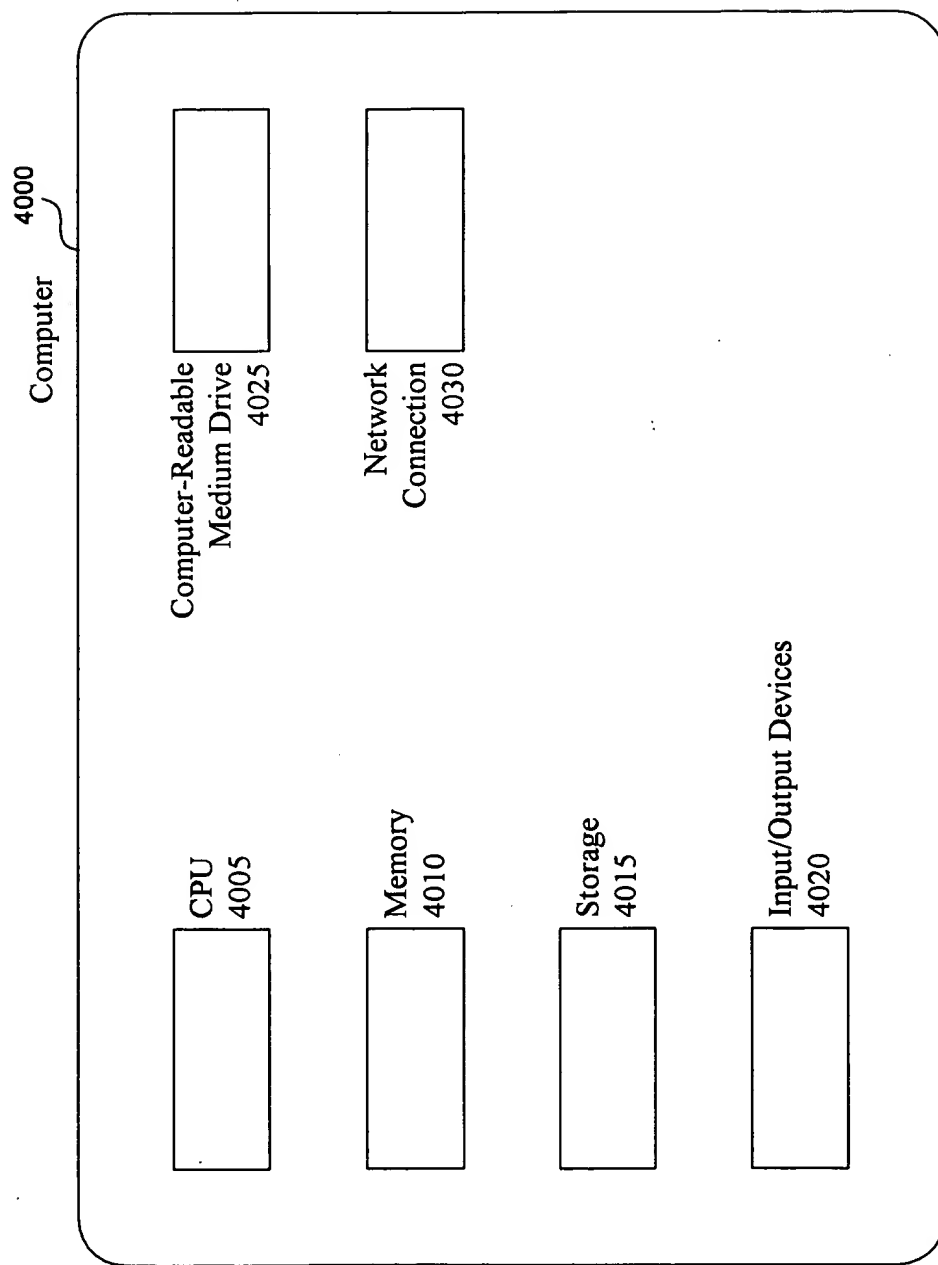 Computer
4000
CPU
4005
Memory
4010
Storage
4015
Input/Output Devices
4020
Computer-Readable
Medium Drive
4025
Network
Connection
4030